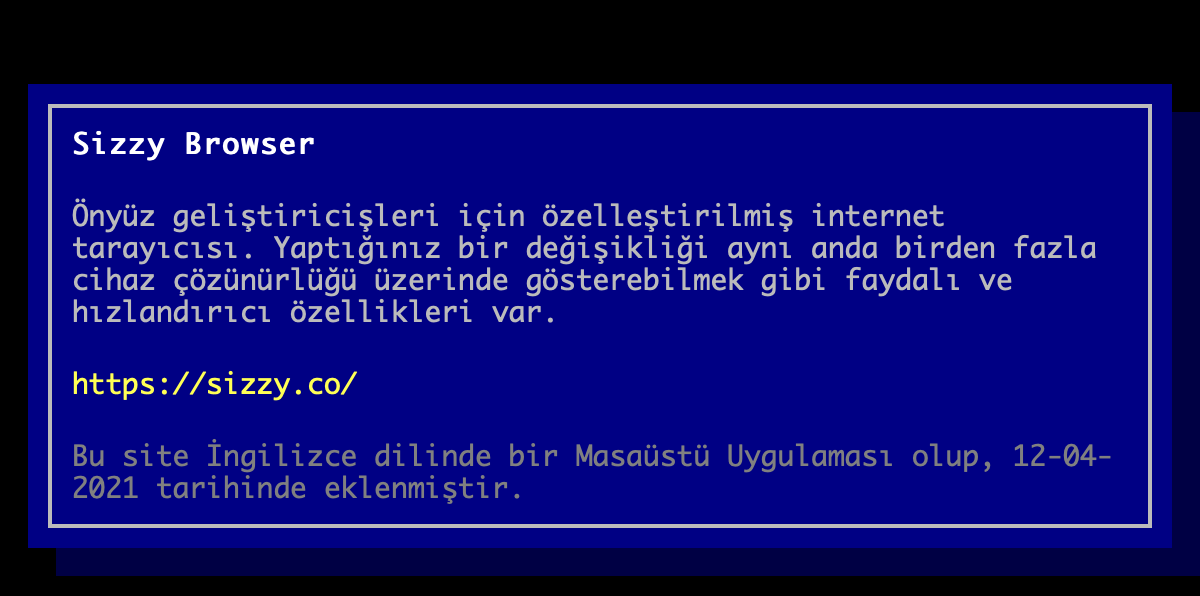 Sizzy Browser
Önyüz geliştiricişleri için özelleştirilmiş internet
tarayıcısı. Yaptığınız bir değişikliği aynı anda birden fazla
cihaz çözünürlüğü üzerinde gösterebilmek gibi faydalı ve
hızlandırıcı özellikleri var.
https://sizzy.co/
Bu site İngilizce dilinde bir Masaüstü Uygulaması olup, 12-04-
2021 tarihinde eklenmiştir.